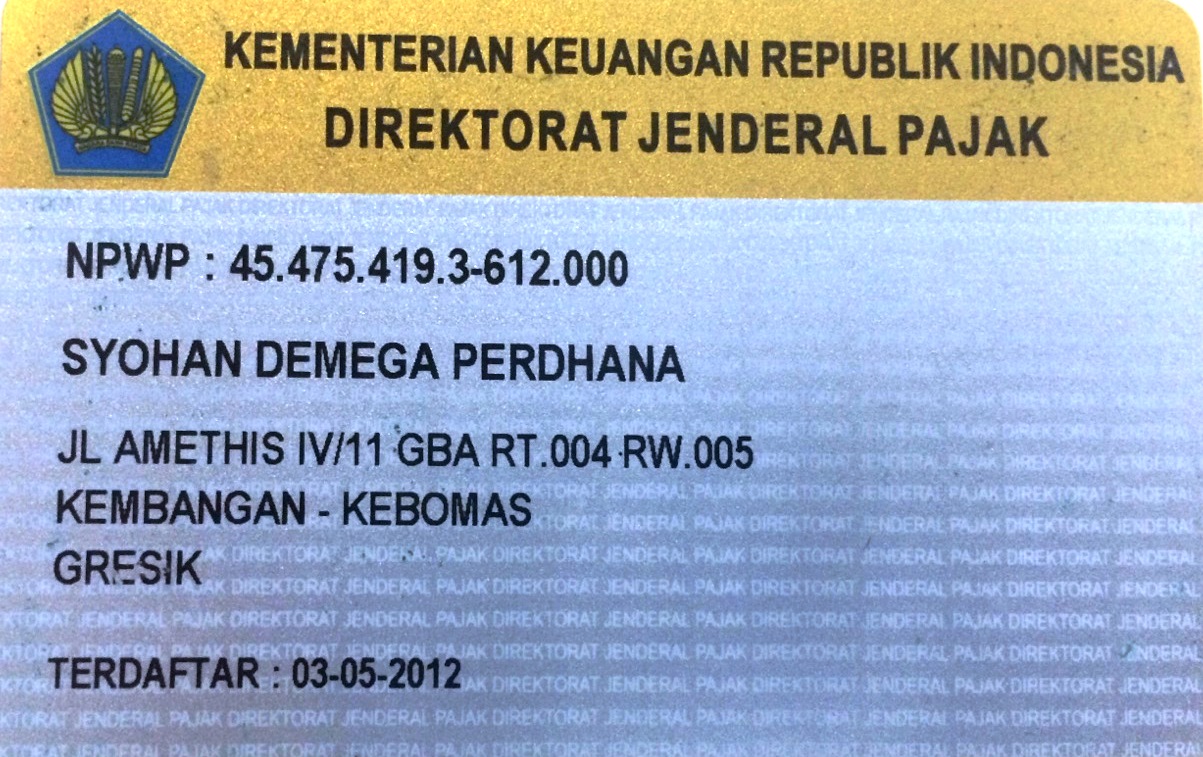 KEMENTERIAN KEUANGAN REPUBLIK INDONESIA
DIREKTORAT JENDERAL PAJAK
NPWP : 45.475.419.3-612.000
SYOHAN DEMEGA PERDHANA
JL AMETHIS IV/11 GBA RT.004 RW.005
KEMBANGAN - KEBOMAS
GRESIK
TERDAFTAR : 03-05-2012